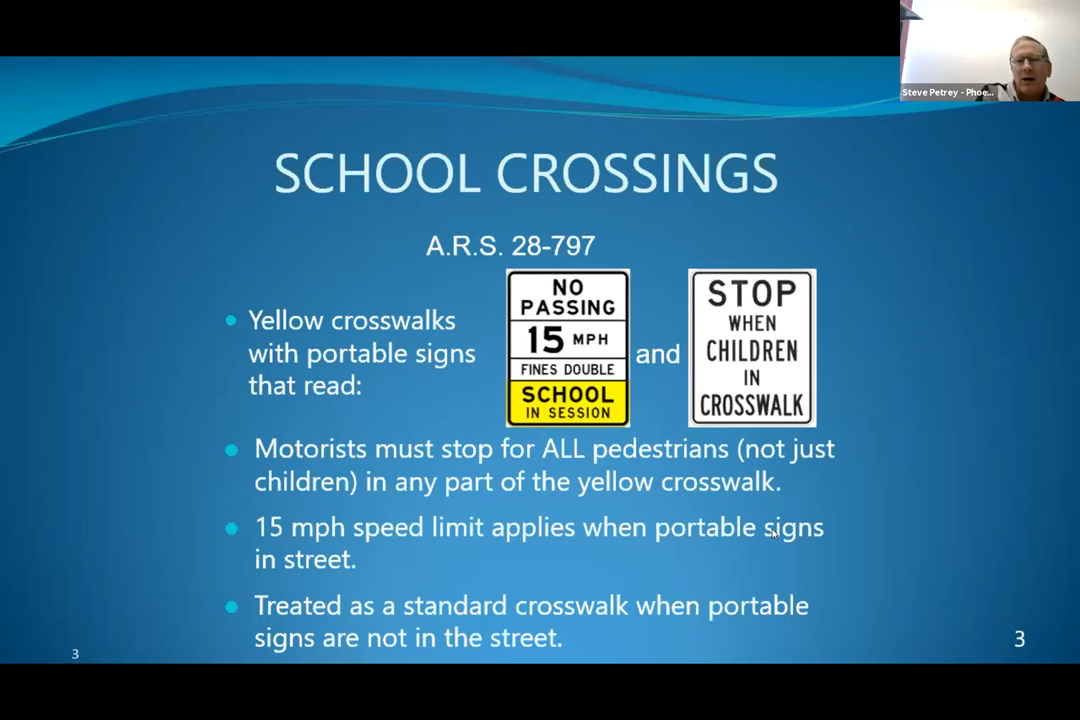 Steve Petrey - Phoe...
SCHOOL CROSSINGS
A.R.S. 28-797
Yellow crosswalks
with portable signs
that read:
NO
PASSING
15 MPH
FINES DOUBLE
SCHOOL
IN SESSION
and
STOP
WHEN
CHILDREN
IN
CROSSWALK
Motorists must stop for ALL pedestrians (not just
children) in any part of the yellow crosswalk.
15 mph speed limit applies when portable signs
in street.
Treated as a standard crosswalk when portable
signs are not in the street.
3
3